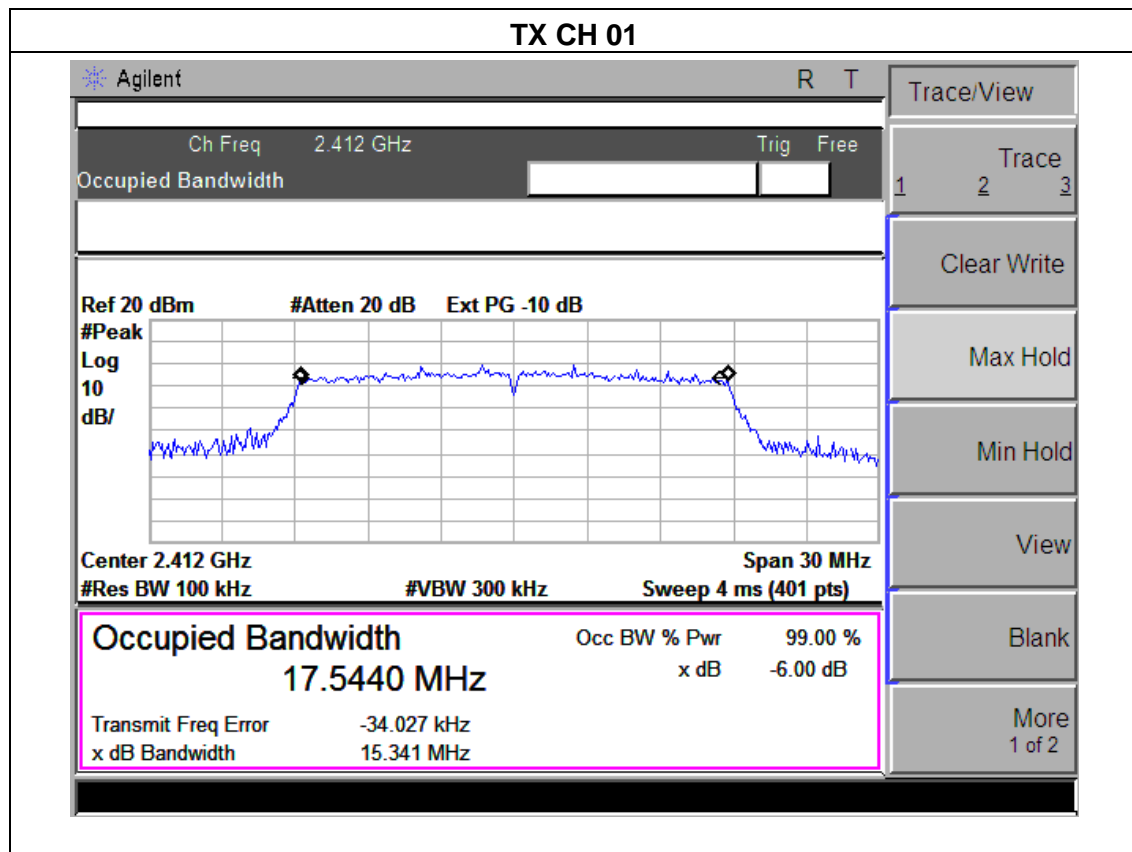 TX CH 01
Agilent R T
Trace/View
Ch Freq 2.412 GHz Trig Free
Occupied Bandwidth
Trace
1 2 3
Clear Write
Ref 20 dBm #Atten 20 dB Ext PG -10 dB
#Peak
Log
10
dB/
Max Hold
Min Hold
Center 2.412 GHz Span 30 MHz
#Res BW 100 kHz #VBW 300 kHz Sweep 4 ms (401 pts)
View
Occupied Bandwidth Occ BW % Pwr 99.00 %
17.5440 MHz x dB -6.00 dB
Blank
Transmit Freq Error -34.027 kHz
x dB Bandwidth 15.341 MHz
More
1 of 2